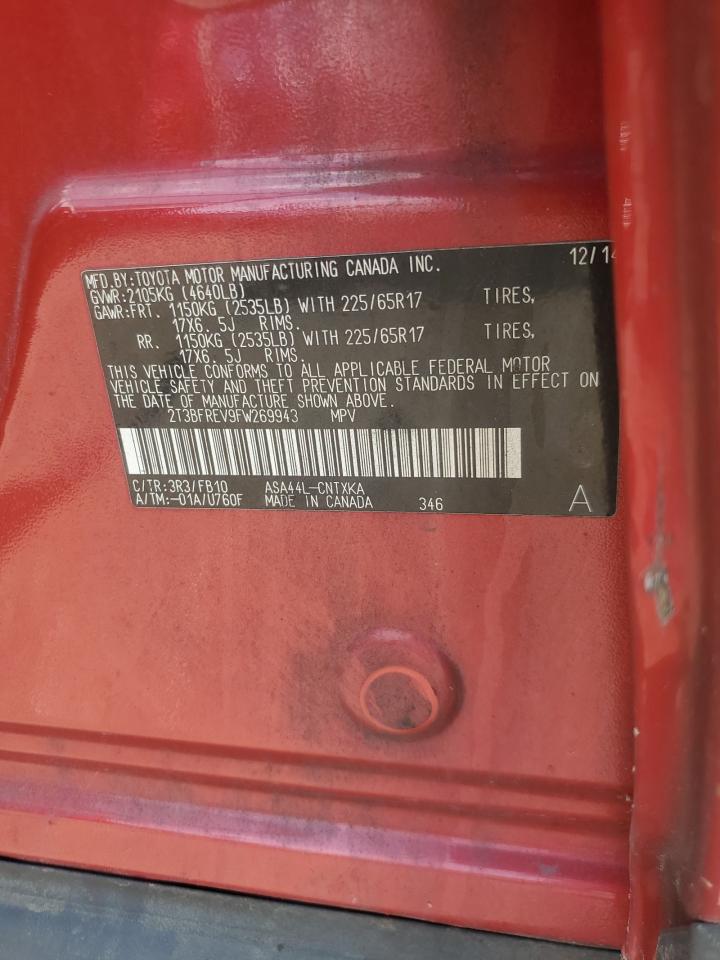 MFD.BY:TOYOTA MOTOR MANUFACTURING CANADA INC. 12/14
GVWR:2105KG (4640LB)
GAWR:FRT. 1150KG (2535LB) WITH 225/65R17 TIRES,
17X6.5J RIMS.
RR. 1150KG (2535LB) WITH 225/65R17 TIRES,
17X6.5J RIMS.
THIS VEHICLE CONFORMS TO ALL APPLICABLE FEDERAL MOTOR
VEHICLE SAFETY AND THEFT PREVENTION STANDARDS IN EFFECT ON
THE DATE OF MANUFACTURE SHOWN ABOVE.
2T3BFREV9FW269943 MPV
C/TR:3R3/FB10 ASA44L-CNTXKA
A/TM:-01A/U760F MADE IN CANADA 346 A